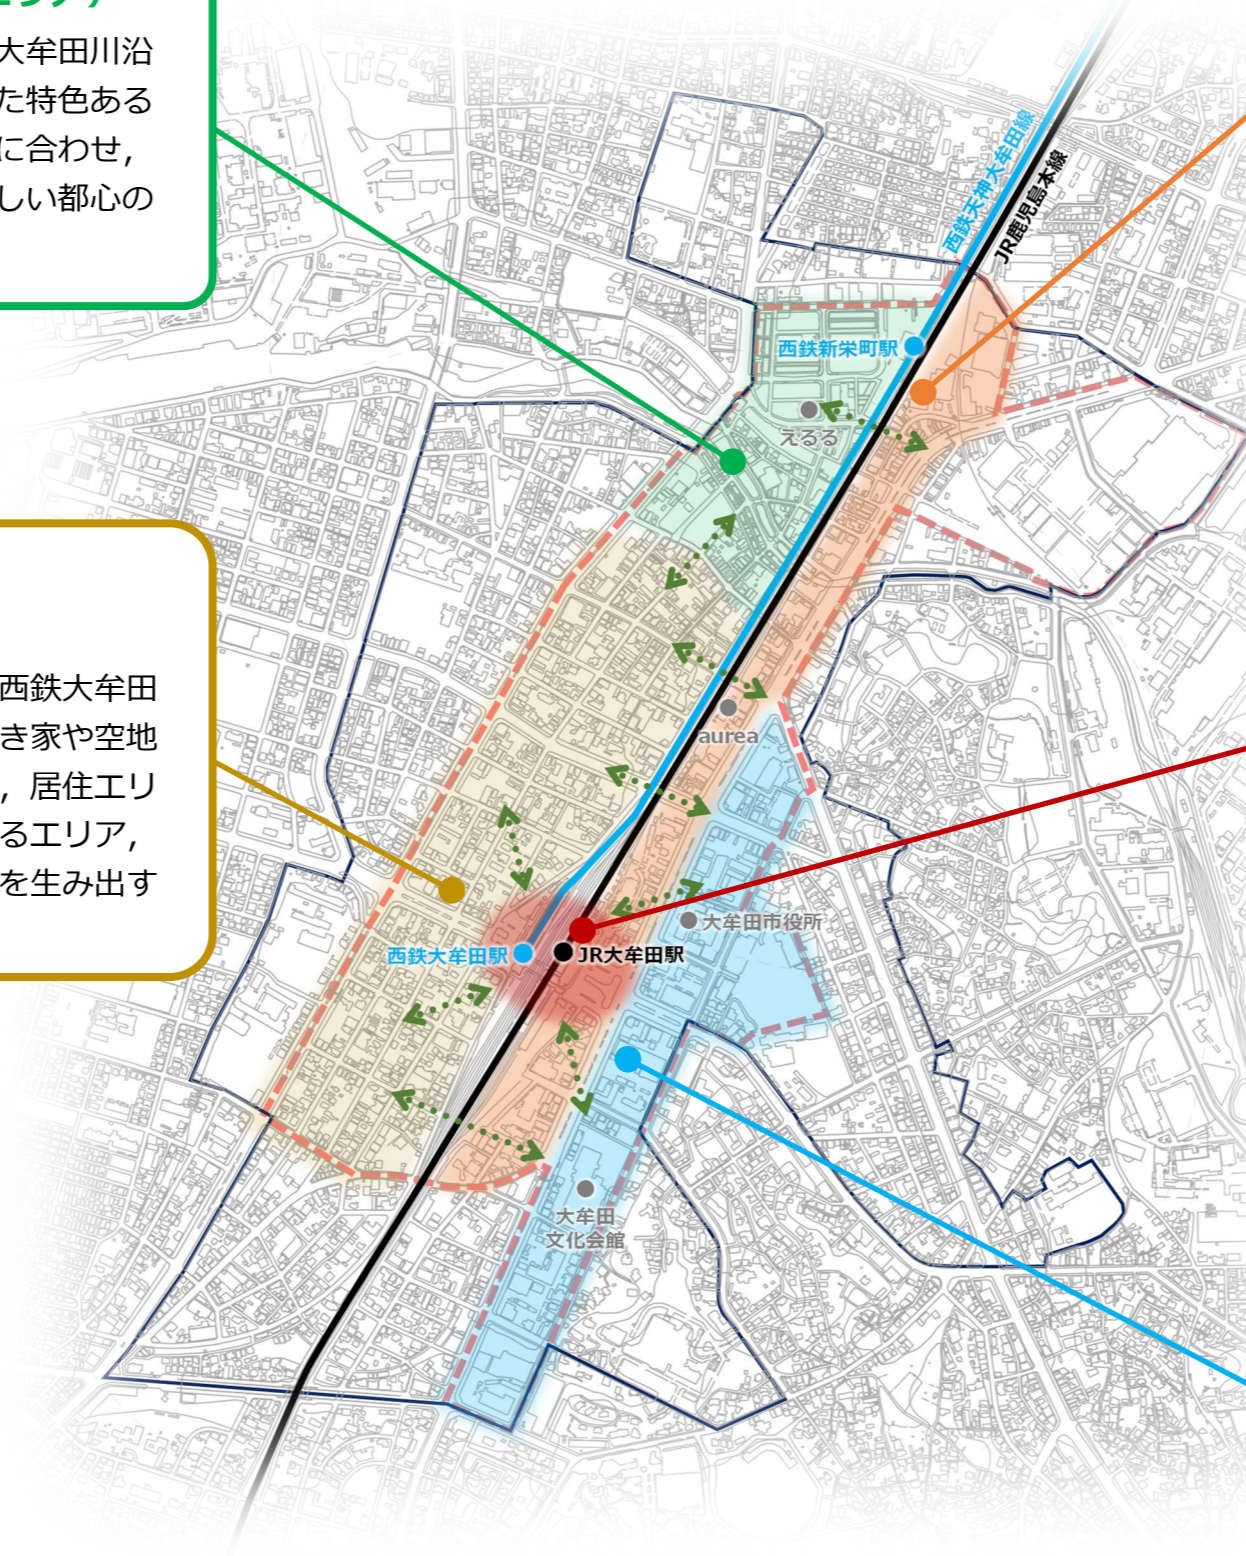 大牟田川沿
た特色ある
に合わせ，
しい都心の
西鉄天神大牟田線
JR鹿児島本線
西鉄新栄町駅
えるる
西鉄大牟田
き家や空地
，居住エリ
るエリア，
を生み出す
aurea
大牟田市役所
西鉄大牟田駅
JR大牟田駅
大牟田
文化会館